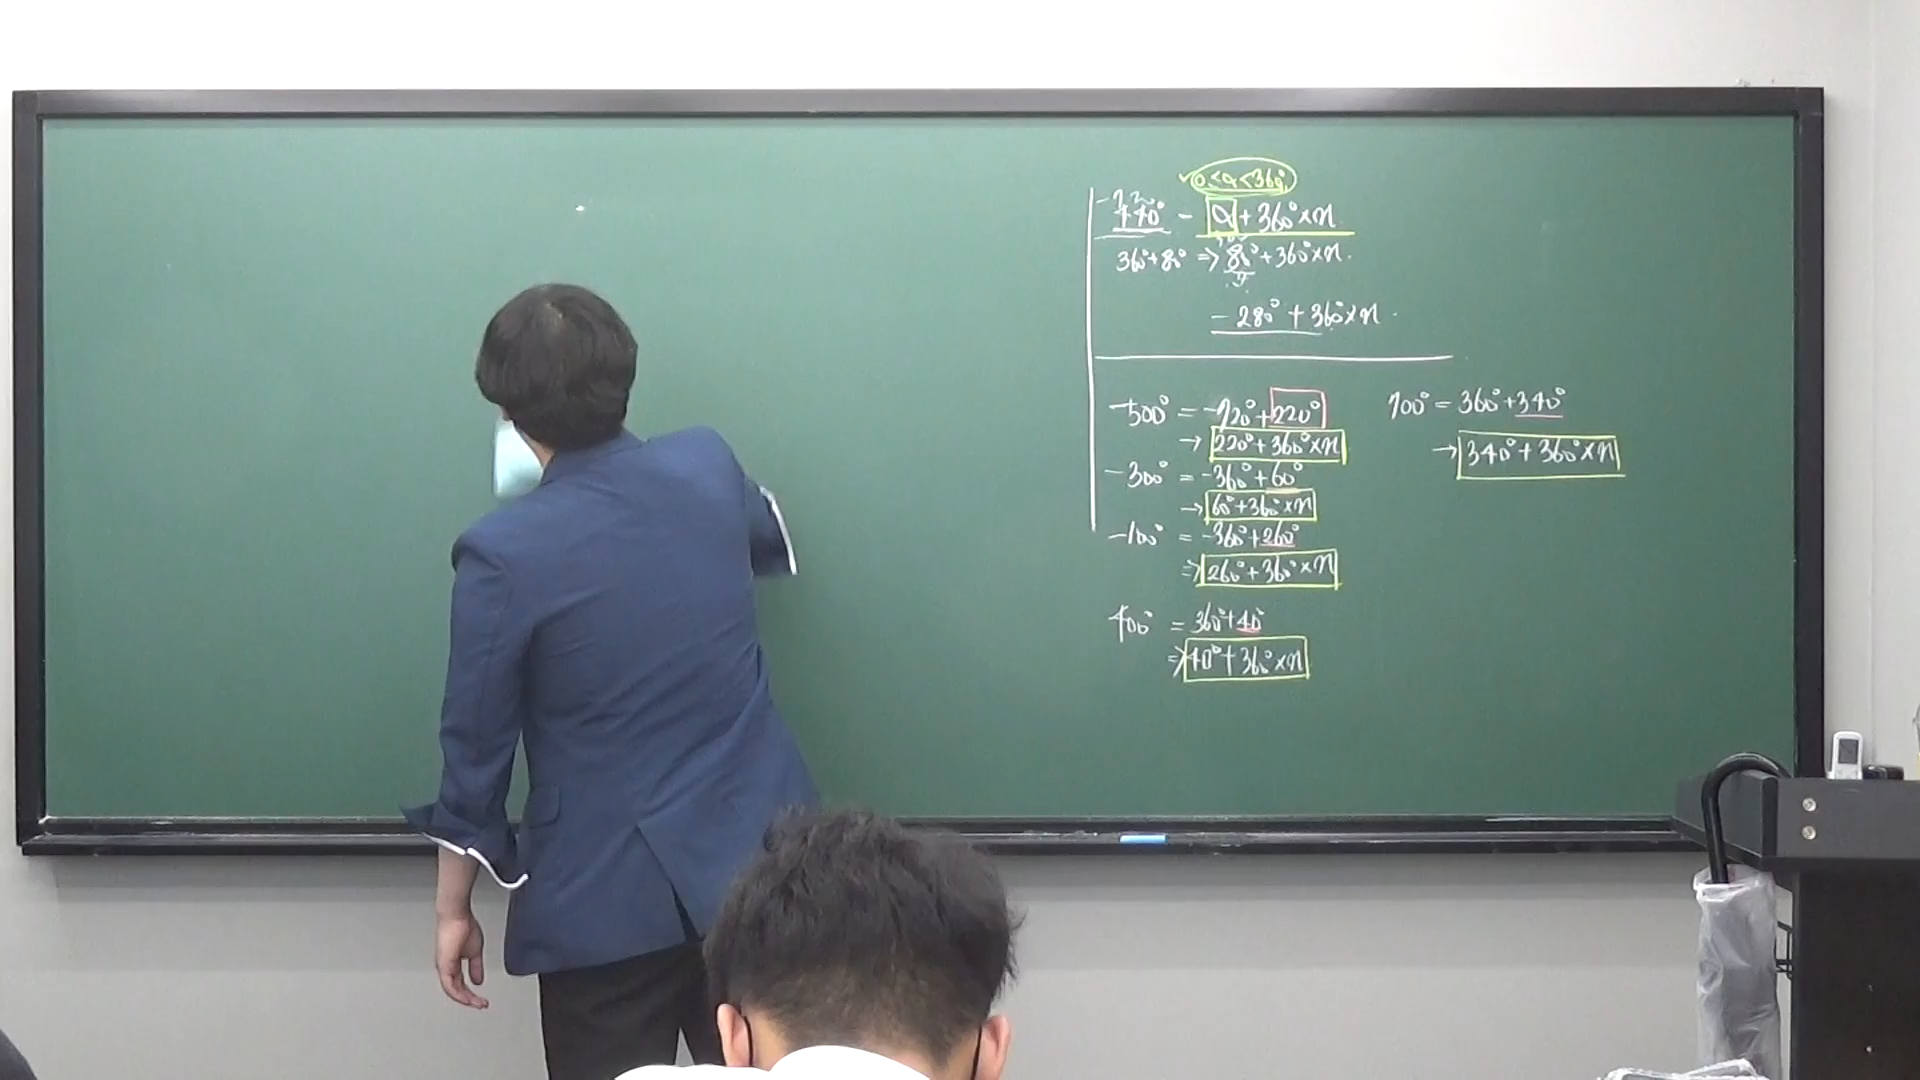 0<α<360°
440° - α+360°×n
360°+80° => 80°+360°×n.
-280°+360°×n.
-500° = -720°+220°
→ 220°+360°×n
-300° = -360°+60°
→ 60°+360°×n
-100° = -360°+260°
=> 260°+360°×n
400° = 360°+40°
=> 40°+360°×n
700° = 360°+340°
→ 340°+360°×n